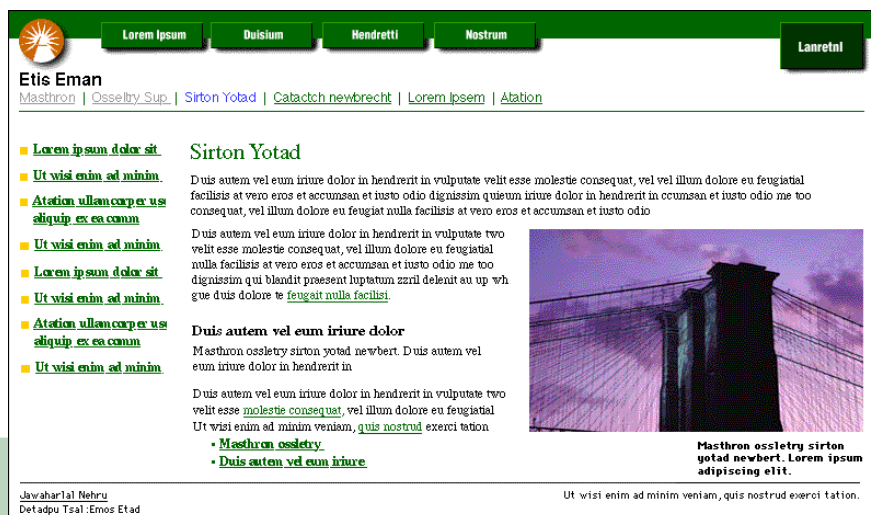 Lorem Ipsum Duisium Hendretti Nostrum
Lanretnl
Etis Eman
Masthron | Osseltry Sup | Sirton Yotad | Catactch newbrecht | Lorem Ipsem | Atation
Lorem ipsum dolor sit
Ut wisi enim ad minim
Atation ullamcorper
aliquip ex ea comm
Ut wisi enim ad minim
Lorem ipsum dolor sit
Ut wisi enim ad minim
Atation ullamcorper
aliquip ex ea comm
Ut wisi enim ad minim
Sirton Yotad
Duis autem vel eum iriure dolor in hendrerit in vulputate velit esse molestie consequat, vel vel illum dolore eu feugiatial
facilisis at vero eros et accumsan et iusto odio dignissim quieum iriure dolor in hendrerit in ccumsan et iusto odio me too
consequat, vel illum dolore eu feugiat nulla facilisis at vero eros et accumsan et iusto odio
Duis autem vel eum iriure dolor in hendrerit in vulputate two
velit esse molestie consequat, vel illum dolore eu feugiatial
nulla facilisis at vero eros et accumsan et iusto odio me too
dignissim qui blandit praesent luptatum zzril delenit au up wh
gue duis dolore te feugait nulla facilisi.
Duis autem vel eum iriure dolor
Masthron ossletry sirton yotad newbert. Duis autem vel
eum iriure dolor in hendrerit in
Duis autem vel eum iriure dolor in hendrerit in vulputate two
velit esse molestie consequat, vel illum dolore eu feugiatial
Ut wisi enim ad minim veniam, quis nostrud exerci tation
Masthron ossletry
Duis autem vel eum iriure
Masthron ossletry sirton
yotad newbert. Lorem ipsum
adipiscing elit.
Jawaharlal Nehru
Detadpu Tsal :Emos Etad
Ut wisi enim ad minim veniam, quis nostrud exerci tation.